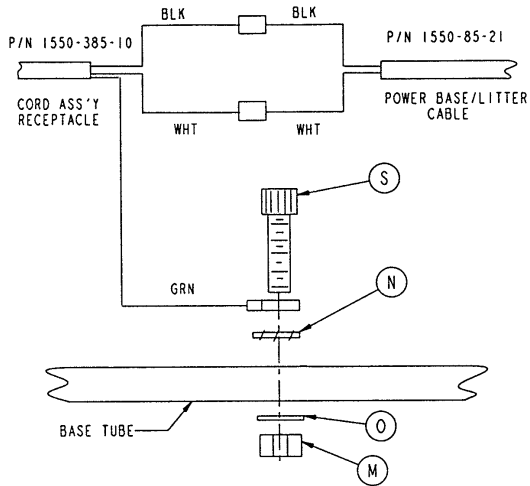 BLK
BLK
P/N 1550-385-10
P/N 1550-85-21
CORD ASS'Y
RECEPTACLE
POWER BASE/LITTER
CABLE
WHT
WHT
S
GRN
N
BASE TUBE
O
M